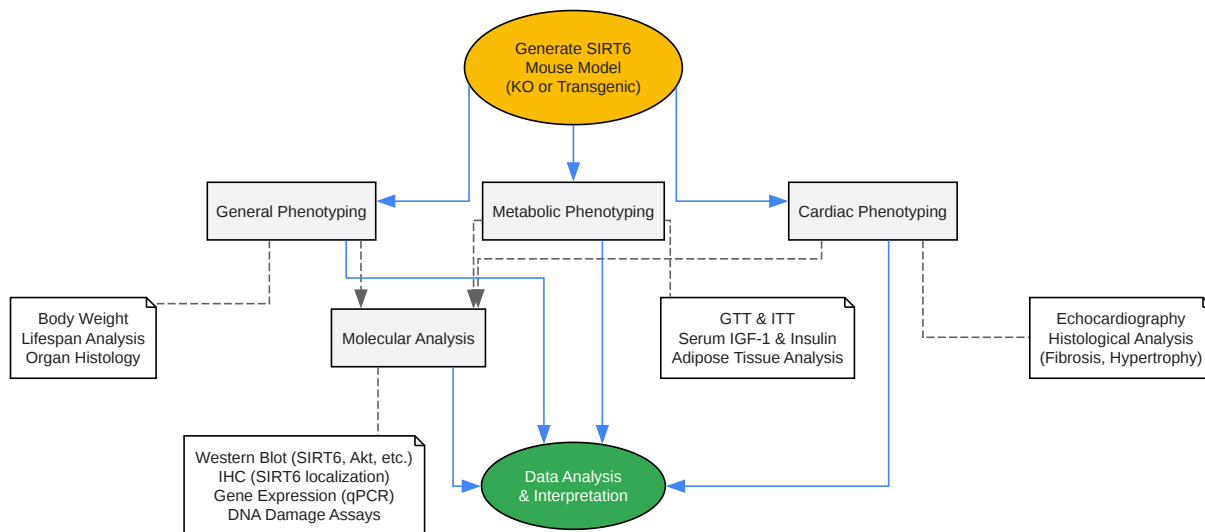 Generate SIRT6
Mouse Model
(KO or Transgenic)
General Phenotyping
Metabolic Phenotyping
Cardiac Phenotyping
Body Weight
Lifespan Analysis
Organ Histology
Molecular Analysis
GTT & ITT
Serum IGF-1 & Insulin
Adipose Tissue Analysis
Echocardiography
Histological Analysis
(Fibrosis, Hypertrophy)
Western Blot (SIRT6, Akt, etc.)
IHC (SIRT6 localization)
Gene Expression (qPCR)
DNA Damage Assays
Data Analysis
& Interpretation